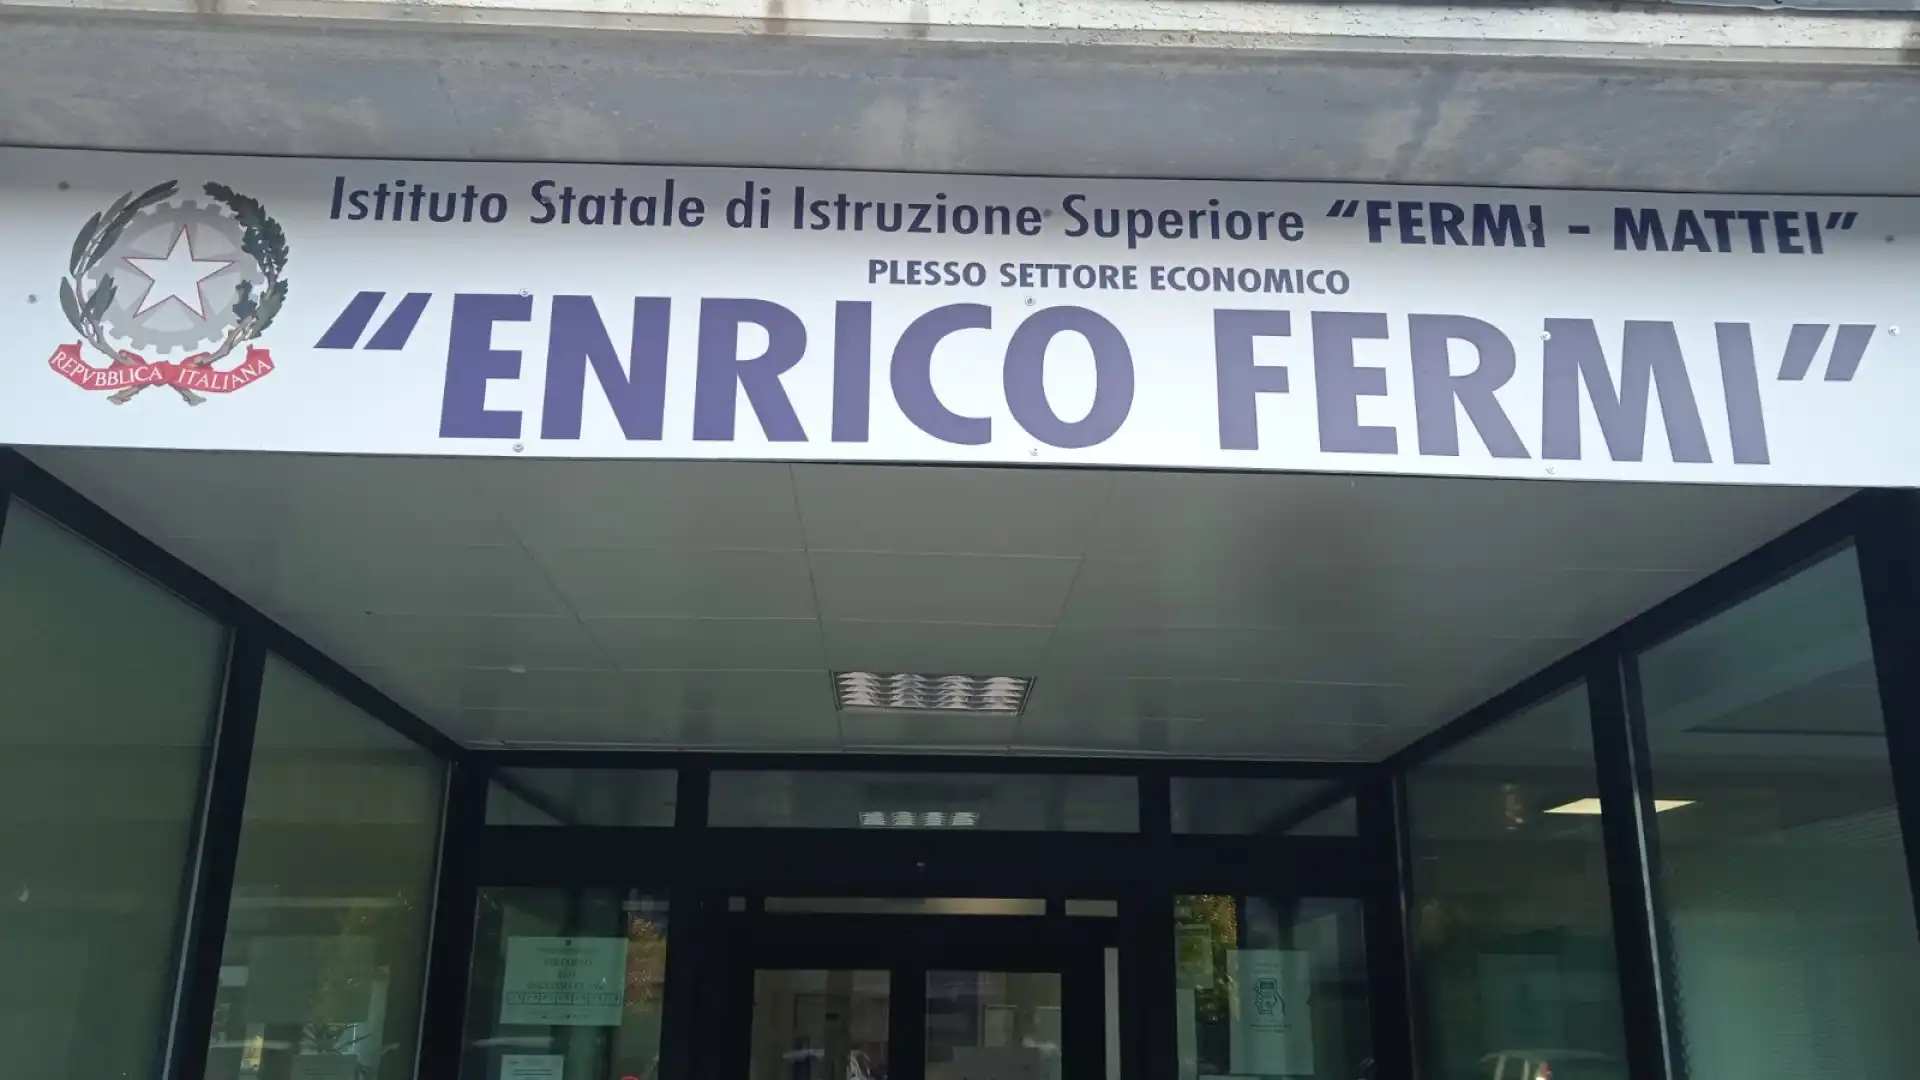 Istituto Statale di Istruzione Superiore “FERMI - MATTEI”
PLESSO SETTORE ECONOMICO
“ENRICO FERMI”
REPVBBLICA ITALIANA